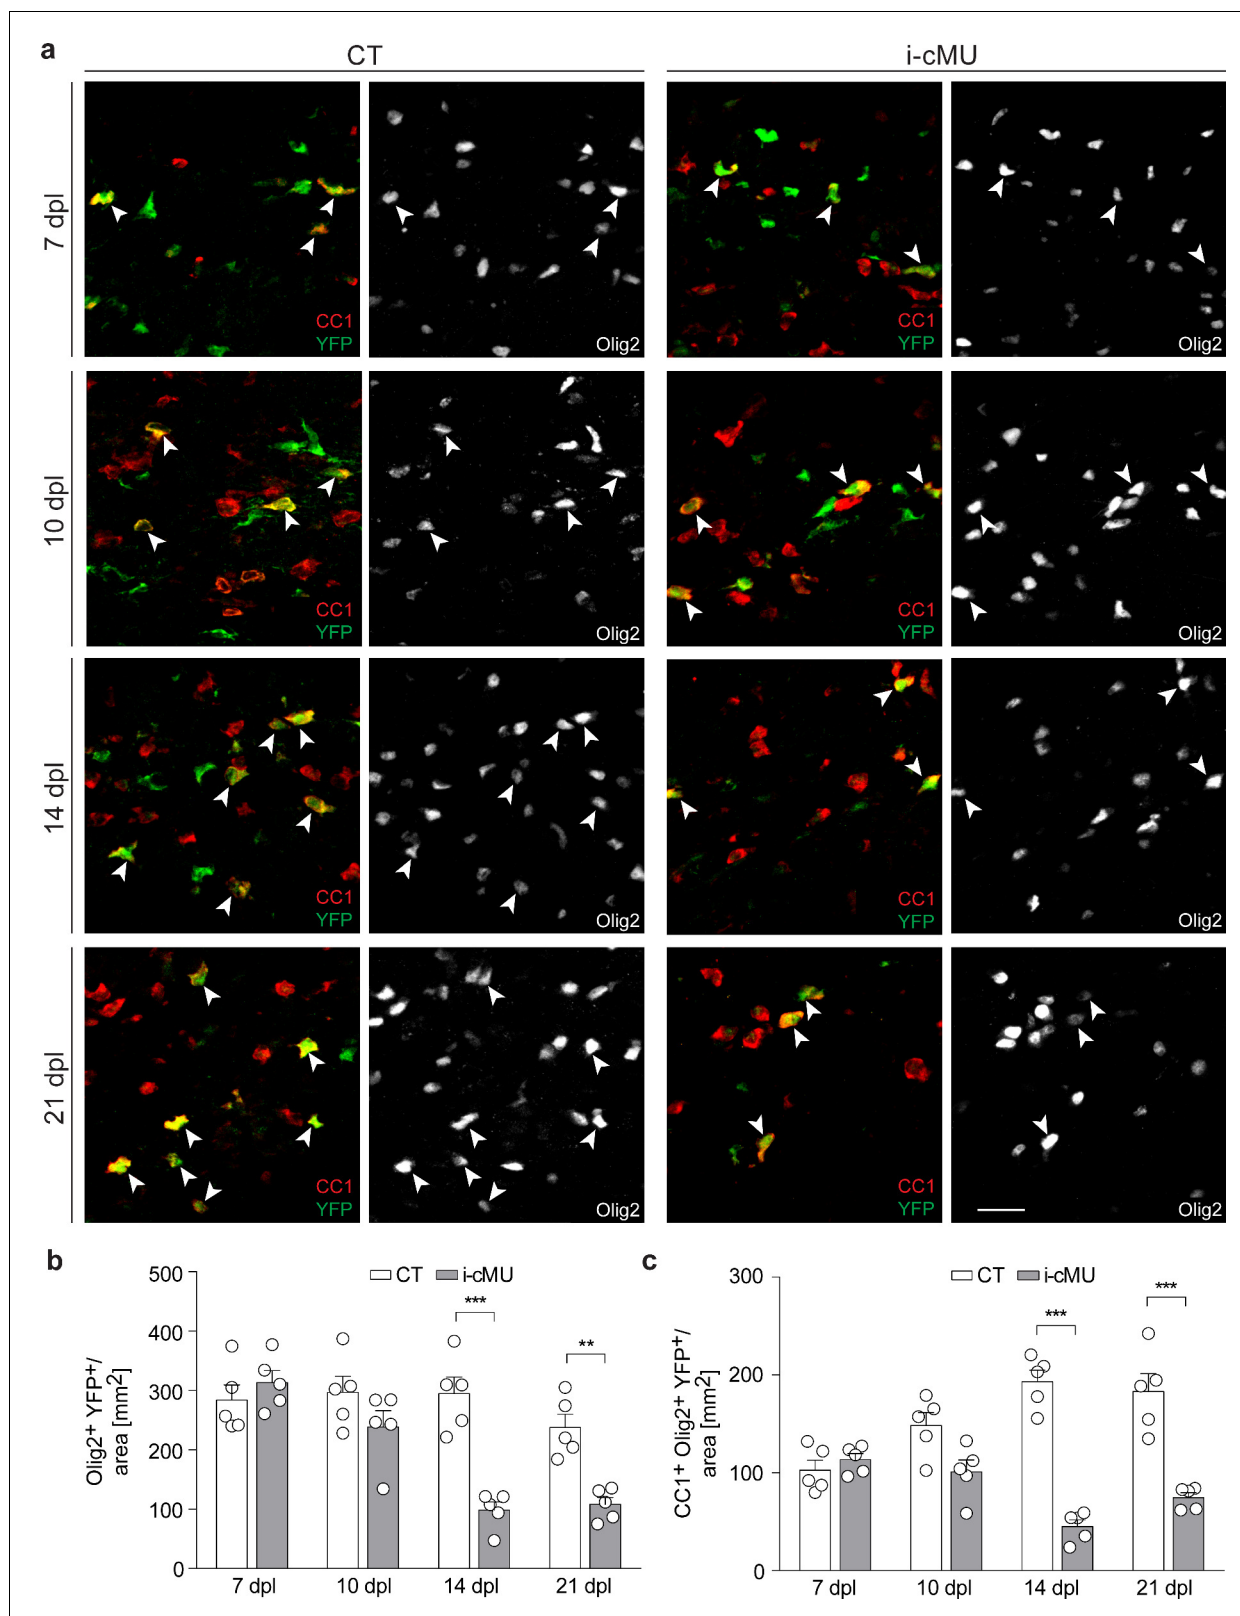 a
CT
i-cMU
7 dpl
CC1
YFP
Olig2
CC1
YFP
Olig2
10 dpl
CC1
YFP
Olig2
CC1
YFP
Olig2
14 dpl
CC1
YFP
Olig2
CC1
YFP
Olig2
21 dpl
CC1
YFP
Olig2
CC1
YFP
Olig2
b
CT i-cMU
Olig2⁺ YFP⁺/
area [mm²]
500
400
300
200
100
0
***
**
7 dpl 10 dpl 14 dpl 21 dpl
c
CT i-cMU
CC1⁺ Olig2⁺ YFP⁺/
area [mm²]
300
200
100
0
***
***
7 dpl 10 dpl 14 dpl 21 dpl